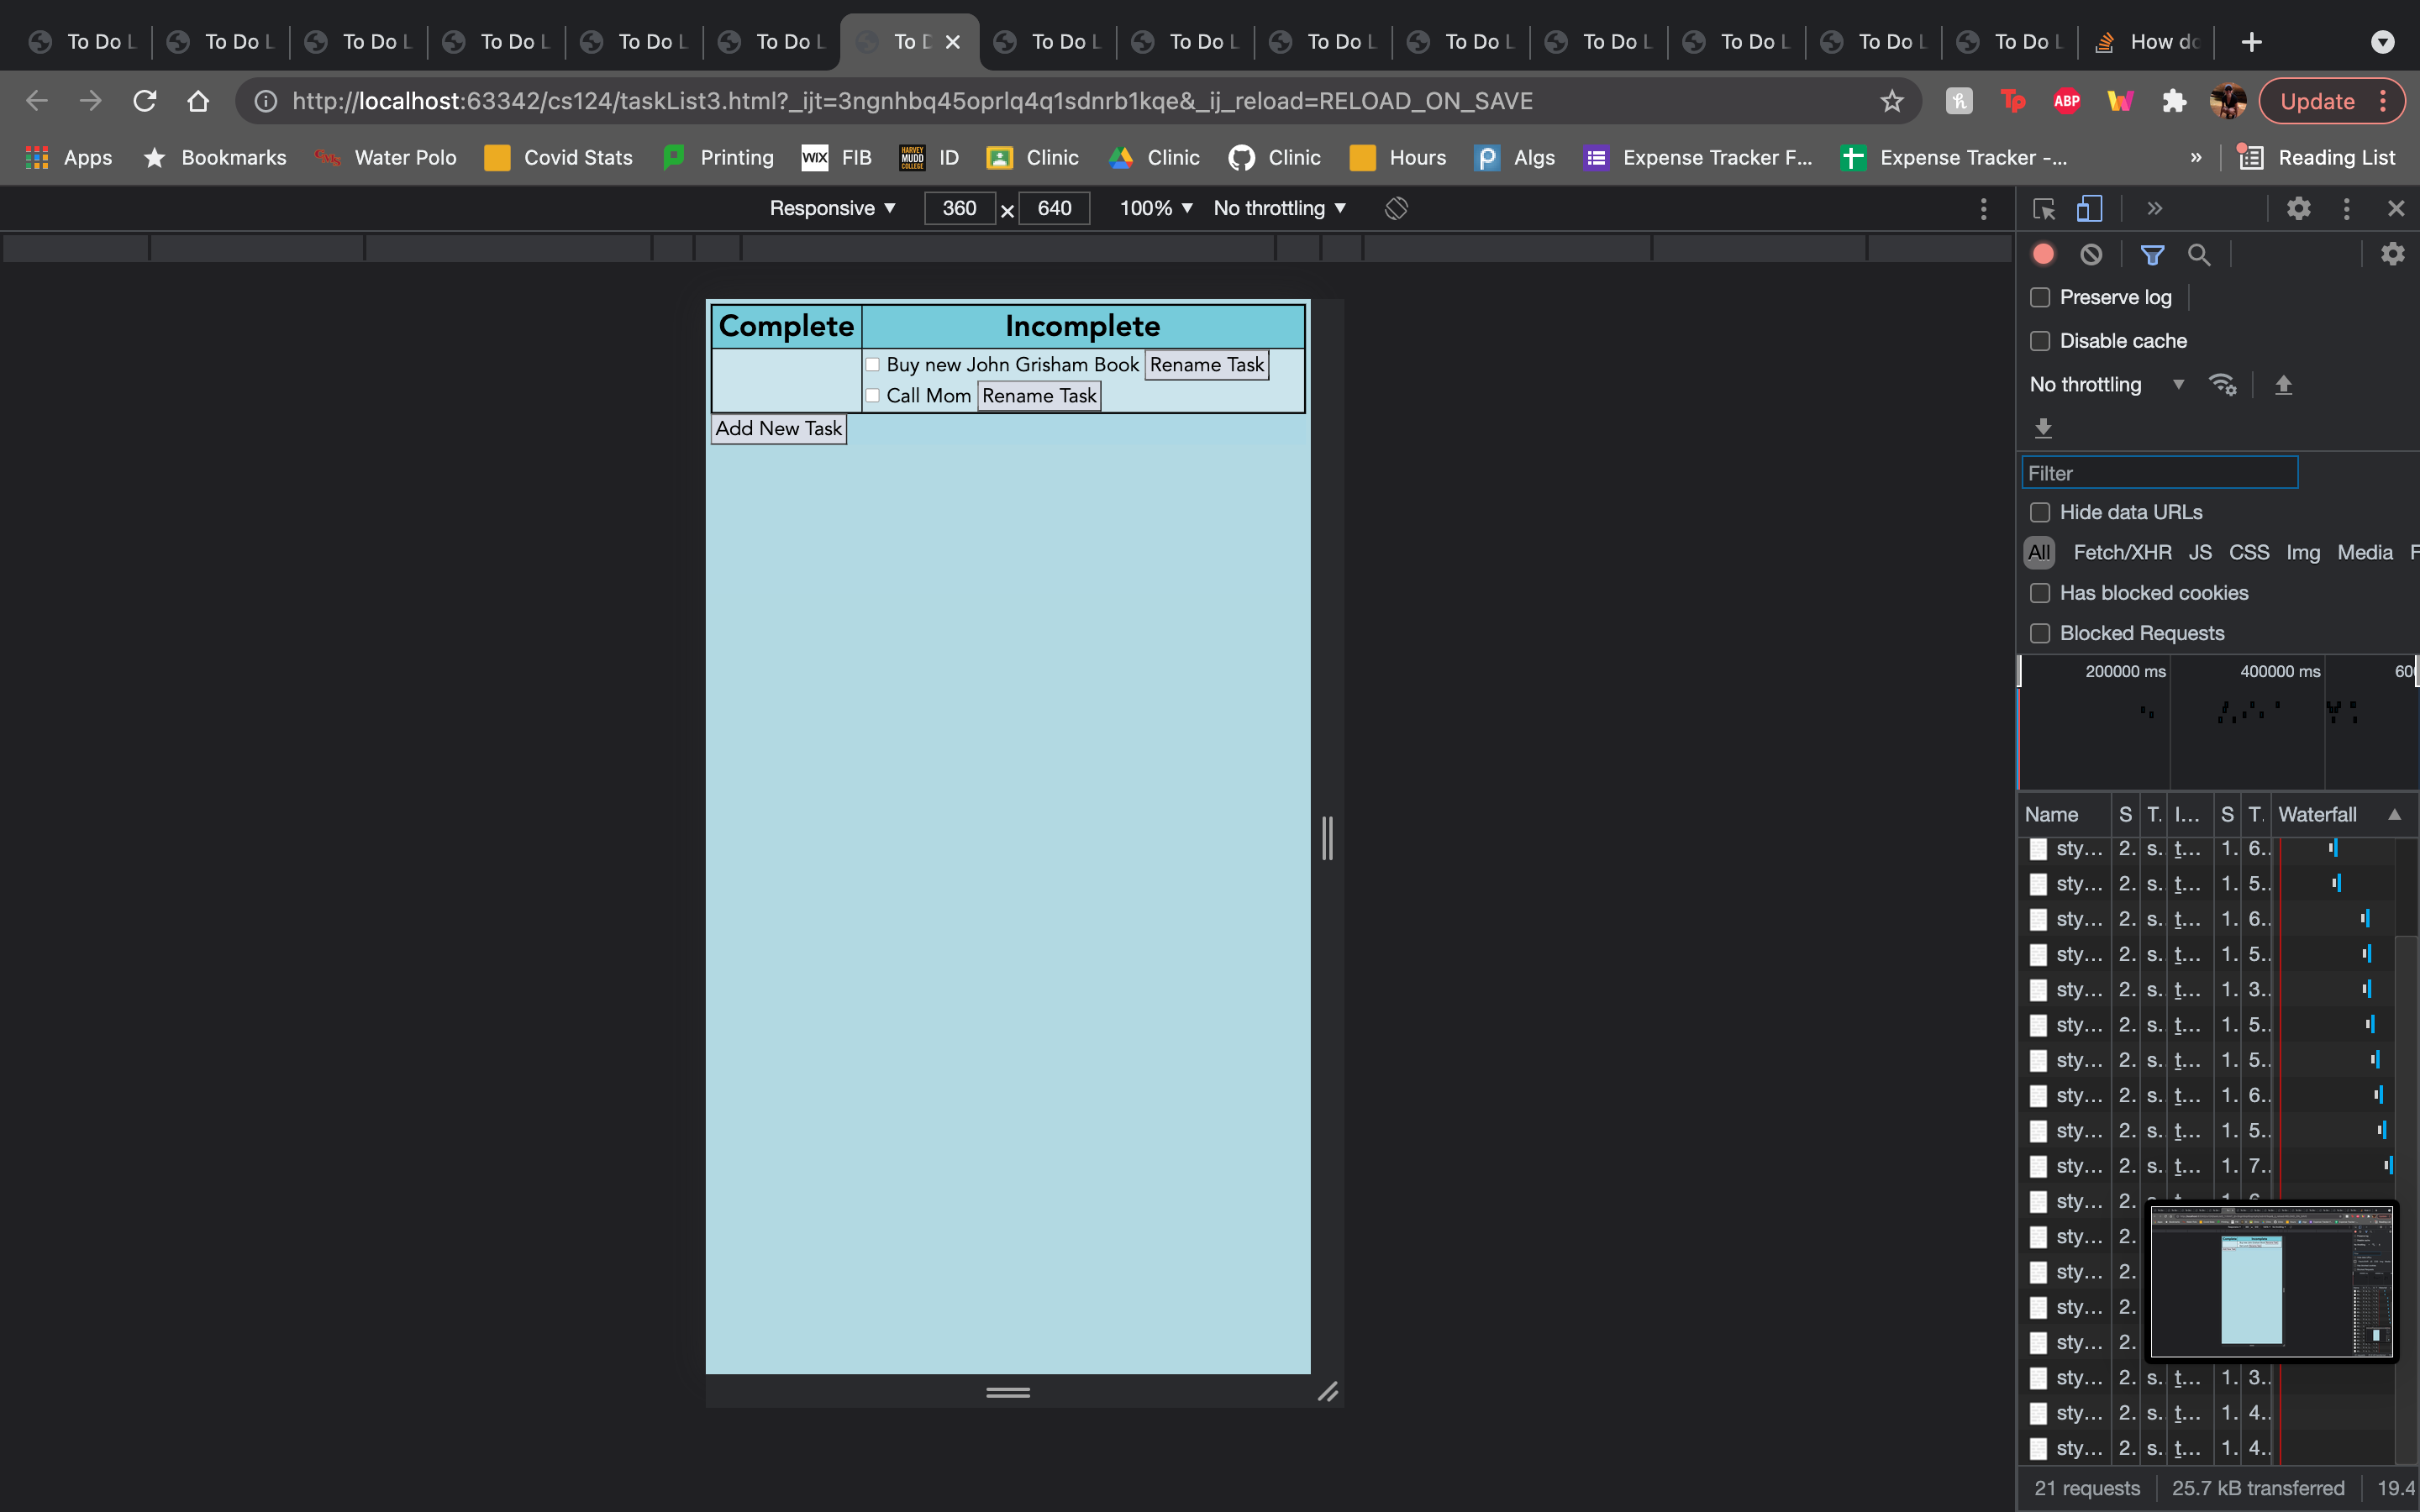 To Do L To Do L To Do L To Do L To Do L To Do L To D To Do L To Do L To Do L To Do L To Do L To Do L To Do L To Do L How do
http://localhost:63342/cs124/taskList3.html?_ijt=3ngnhbq45oprlq4q1sdnrb1kqe&_ij_reload=RELOAD_ON_SAVE Tp ABP Update
Apps Bookmarks Water Polo Covid Stats Printing WIX FIB HARVEY MUDD COLLEGE ID Clinic Clinic Clinic Hours Algs Expense Tracker F... Expense Tracker -... » Reading List
Responsive 360 × 640 100% No throttling
Preserve log
Disable cache
No throttling
Filter
Hide data URLs
All Fetch/XHR JS CSS Img Media F
Has blocked cookies
Blocked Requests
200000 ms 400000 ms 60
Complete Incomplete
Buy new John Grisham Book Rename Task
Call Mom Rename Task
Add New Task
Name S T. I... S T. Waterfall
sty... 2. s. t... 1. 6..
sty... 2. s. t... 1. 5..
sty... 2. s. t... 1. 6..
sty... 2. s. t... 1. 5..
sty... 2. s. t... 1. 3..
sty... 2. s. t... 1. 5..
sty... 2. s. t... 1. 5..
sty... 2. s. t... 1. 6..
sty... 2. s. t... 1. 5..
sty... 2. s. t... 1. 7..
sty... 2. s. t... 1. 6..
sty... 2.
sty... 2.
sty... 2.
sty... 2.
sty... 2. s. t... 1. 3..
sty... 2. s. t... 1. 4..
sty... 2. s. t... 1. 4..
21 requests 25.7 kB transferred 19.4